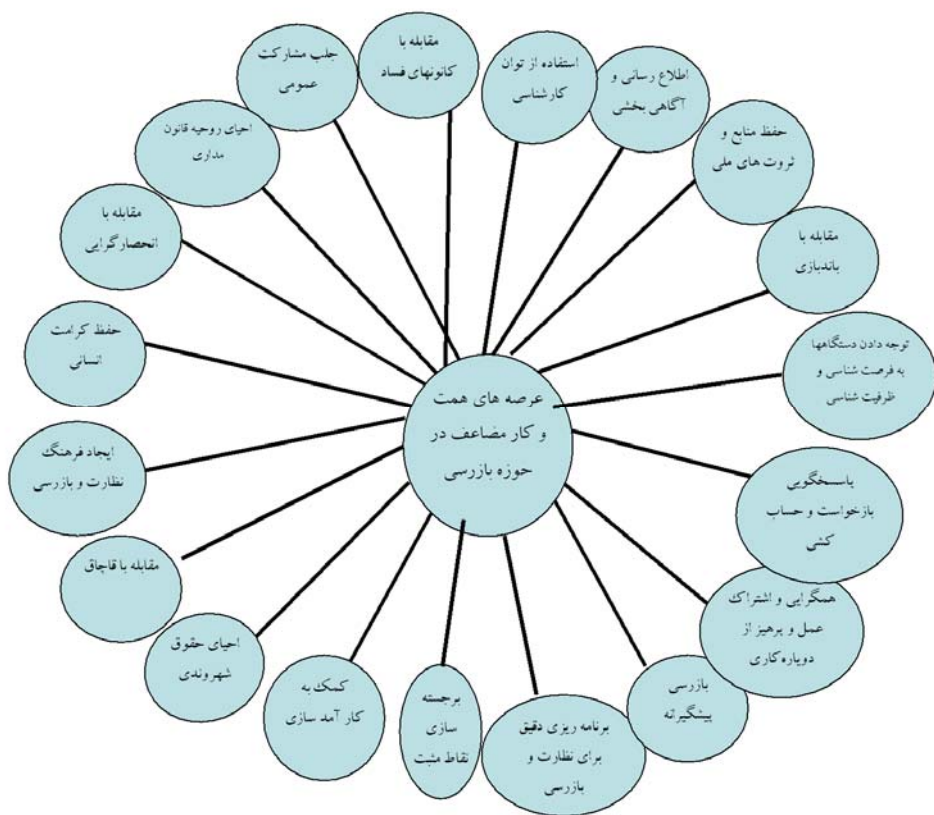 عرصه های همت
و کار مضاعف در
حوزه بازرسی
مقابله با
کانونهای فساد
استفاده از توان
کارشناسی
اطلاع رسانی و
آگاهی بخشی
حفظ منابع و
ثروت های ملی
مقابله با
باندبازی
توجه دادن دستگاهها
به فرصت شناسی و
ظرفیت شناسی
پاسخگویی
بازخواست و حساب
کشی
همگرایی و اشتراک
عمل و پرهیز از
دوباره‌کاری
بازرسی
پیشگیرانه
برنامه ریزی دقیق
برای نظارت و
بازرسی
برجسته
سازی
نقاط مثبت
کمک به
کار آمد سازی
احیای حقوق
شهروندی
مقابله با قاچاق
ایجاد فرهنگ
نظارت و بازرسی
حفظ کرامت
انسانی
مقابله با
انحصارگرایی
احیای روحیه قانون
مداری
جلب مشارکت
عمومی